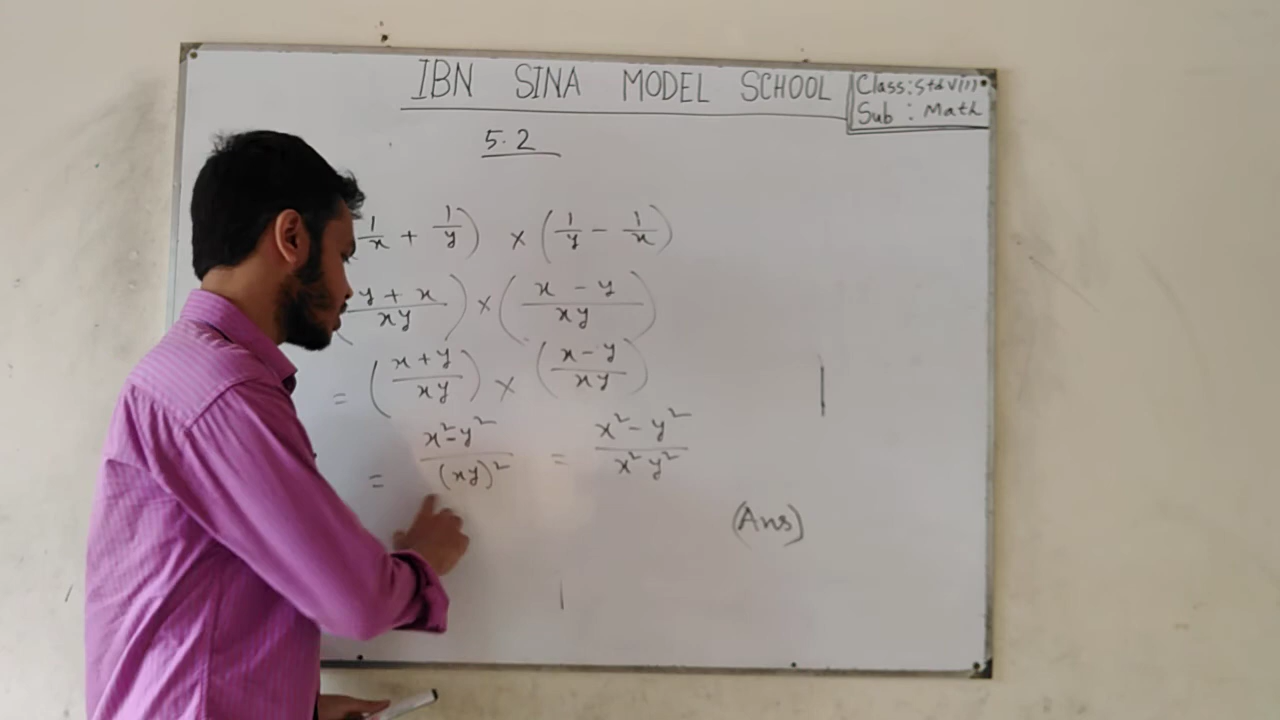 IBN SINA MODEL SCHOOL
Class: Std VIII
Sub : Math
5.2
1/x + 1/y) × (1/y − 1/x)
y + x / xy) × (x − y / xy)
= (x + y / xy) × (x − y / xy)
= x² − y² / (xy)² = x² − y² / x² y²
(Ans)